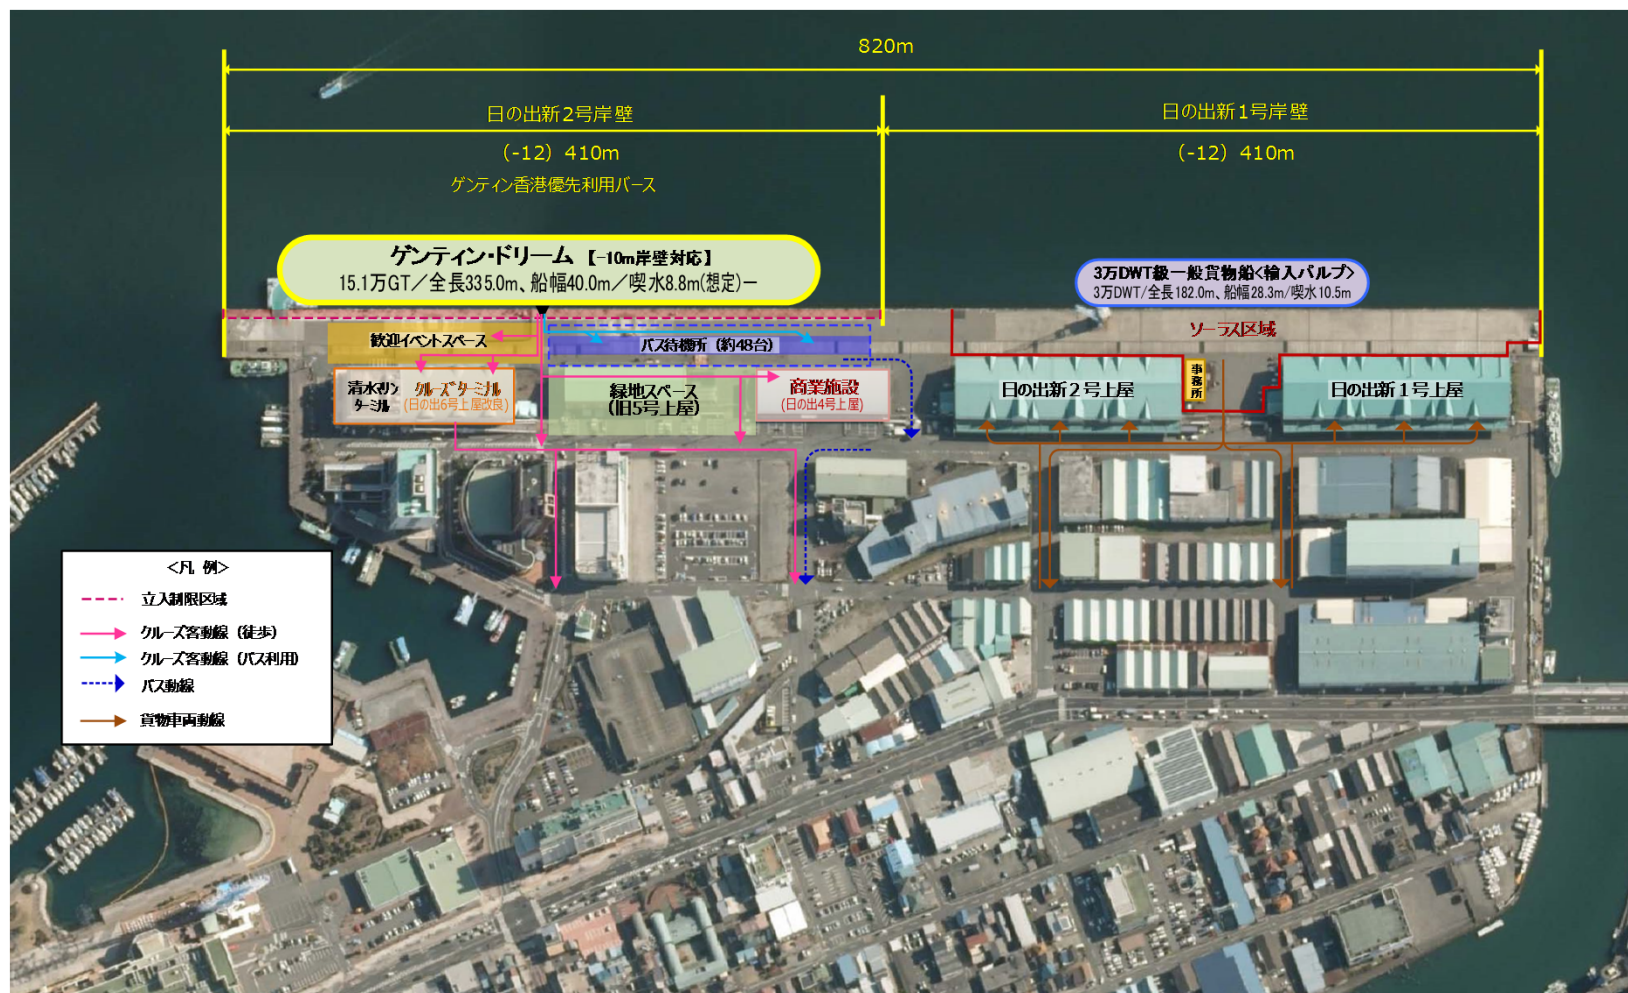 820m
日の出新2号岸壁
日の出新1号岸壁
（-12）410m
（-12）410m
ゲンティン香港優先利用バース
ゲンティン・ドリーム【-10m岸壁対応】
15.1万GT／全長335.0m、船幅40.0m／喫水8.8m(想定)ー
3万DWT級一般貨物船<輸入パルプ>
3万DWT/全長182.0m、船幅28.3m/喫水10.5m
ソーラス区域
歓迎イベントスペース
バス待機所（約48台）
清水マリン
ターミナル
クルーズターミナル
(日の出6号上屋改良)
緑地スペース
(旧5号上屋)
商業施設
(日の出4号上屋)
日の出新２号上屋
事務所
日の出新１号上屋
<凡 例>
立入制限区域
クルーズ客動線（徒歩）
クルーズ客動線（バス利用）
バス動線
貨物車両動線